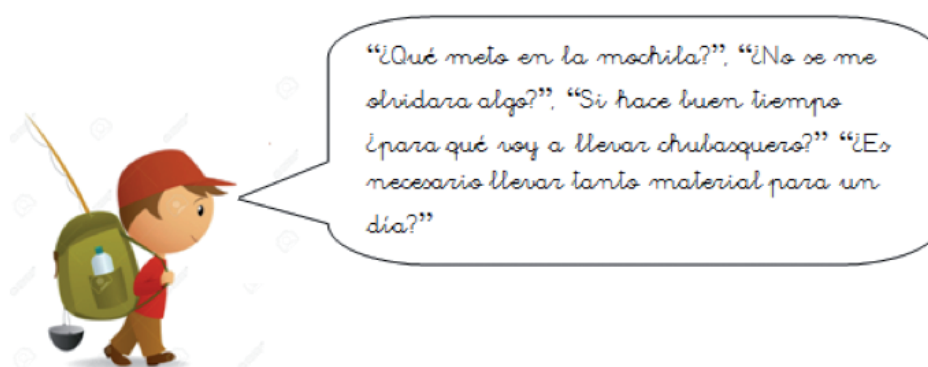 “¿Qué meto en la mochila?”, “¿No se me
olvidara algo?”, “Si hace buen tiempo
¿para qué voy a llevar chubasquero?” “¿Es
necesario llevar tanto material para un
día?”